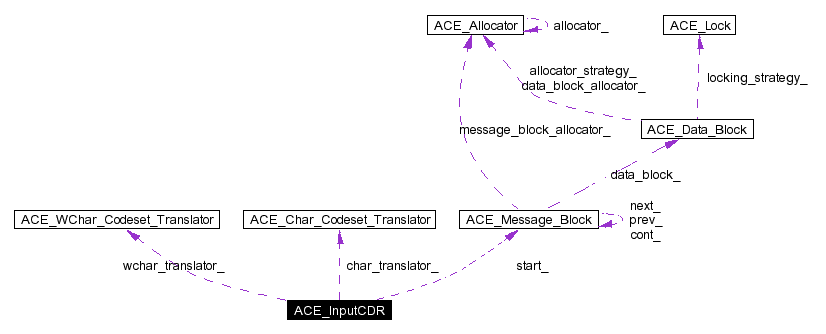 ACE_Allocator
ACE_Lock
allocator_
allocator_strategy_
data_block_allocator_
locking_strategy_
message_block_allocator_
ACE_Data_Block
data_block_
ACE_WChar_Codeset_Translator
ACE_Char_Codeset_Translator
ACE_Message_Block
next_
prev_
cont_
wchar_translator_
char_translator_
start_
ACE_InputCDR